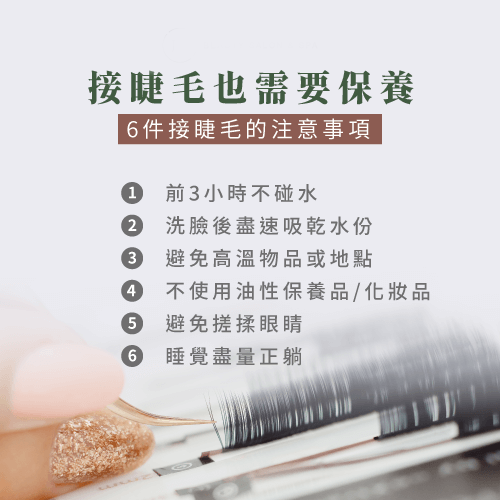 接睫毛也需要保養
6件接睫毛的注意事項
1 前3小時不碰水
2 洗臉後盡速吸乾水份
3 避免高溫物品或地點
4 不使用油性保養品/化妝品
5 避免搓揉眼睛
6 睡覺盡量正躺